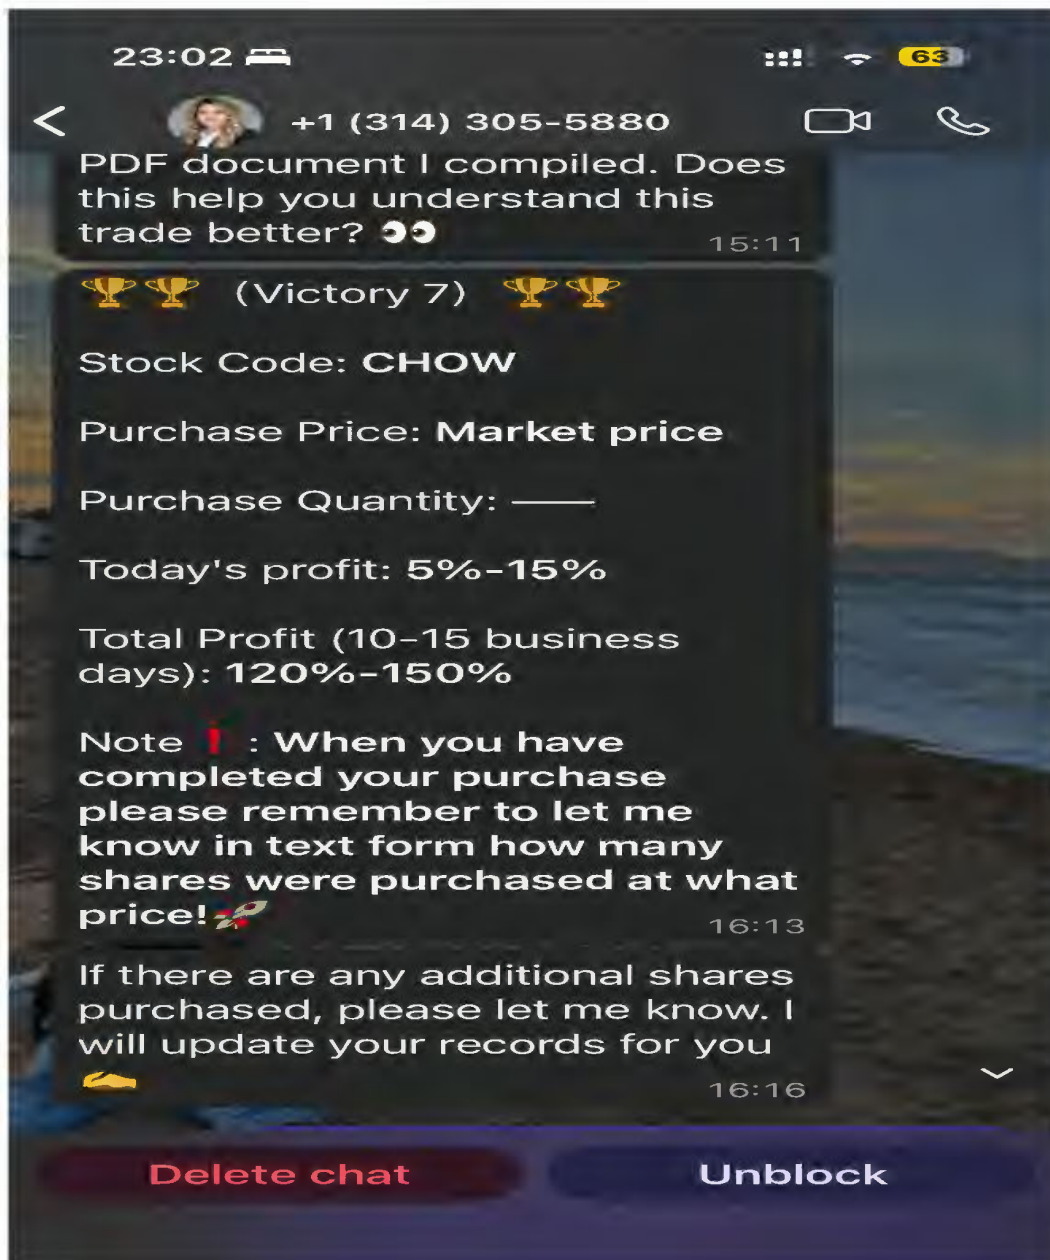 23:02
63
+1 (314) 305-5880
PDF document I compiled. Does
this help you understand this
trade better? 👀
15:11
🏆🏆 (Victory 7) 🏆🏆
Stock Code: CHOW
Purchase Price: Market price
Purchase Quantity: ——
Today's profit: 5%-15%
Total Profit (10-15 business
days): 120%-150%
Note❗: When you have
completed your purchase
please remember to let me
know in text form how many
shares were purchased at what
price!🚀
16:13
If there are any additional shares
purchased, please let me know. I
will update your records for you
🫴
16:16
Delete chat
Unblock